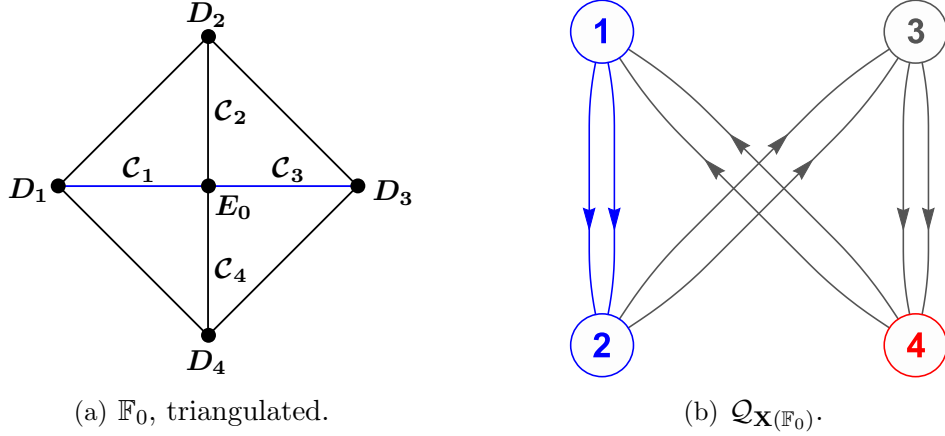 D₂
C₂
C₁
C₃
D₁
E₀
D₃
C₄
D₄
(a) 𝔽₀, triangulated.
1
3
2
4
(b) 𝒬_𝐗(𝔽₀).